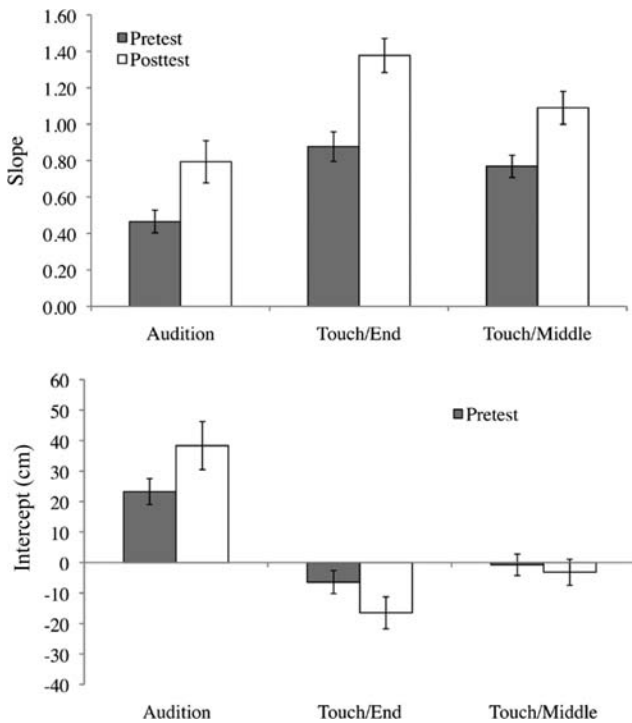 1.60
1.40
1.20
1.00
0.80
0.60
0.40
0.20
0.00
Slope
Pretest
Posttest
Audition Touch/End Touch/Middle
60
50
40
30
20
10
0
-10
-20
-30
-40
Intercept (cm)
Pretest
Audition Touch/End Touch/Middle